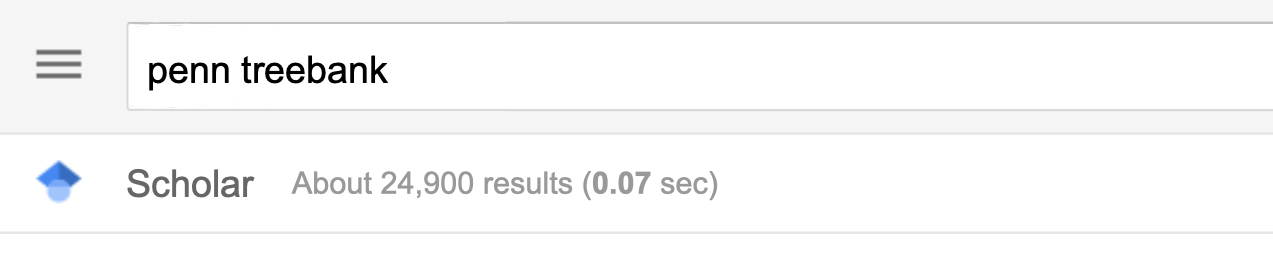 penn treebank
Scholar About 24,900 results (0.07 sec)